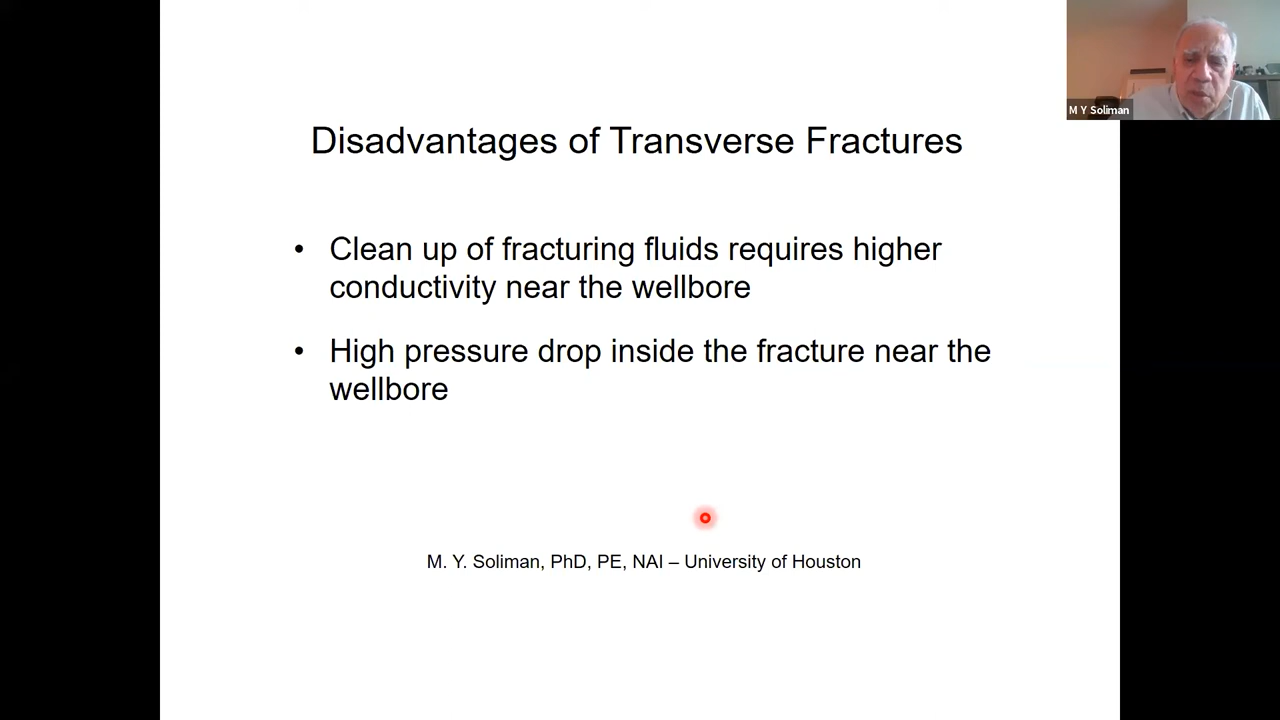 M Y Soliman
Disadvantages of Transverse Fractures
• Clean up of fracturing fluids requires higher
conductivity near the wellbore
• High pressure drop inside the fracture near the
wellbore
M. Y. Soliman, PhD, PE, NAI – University of Houston